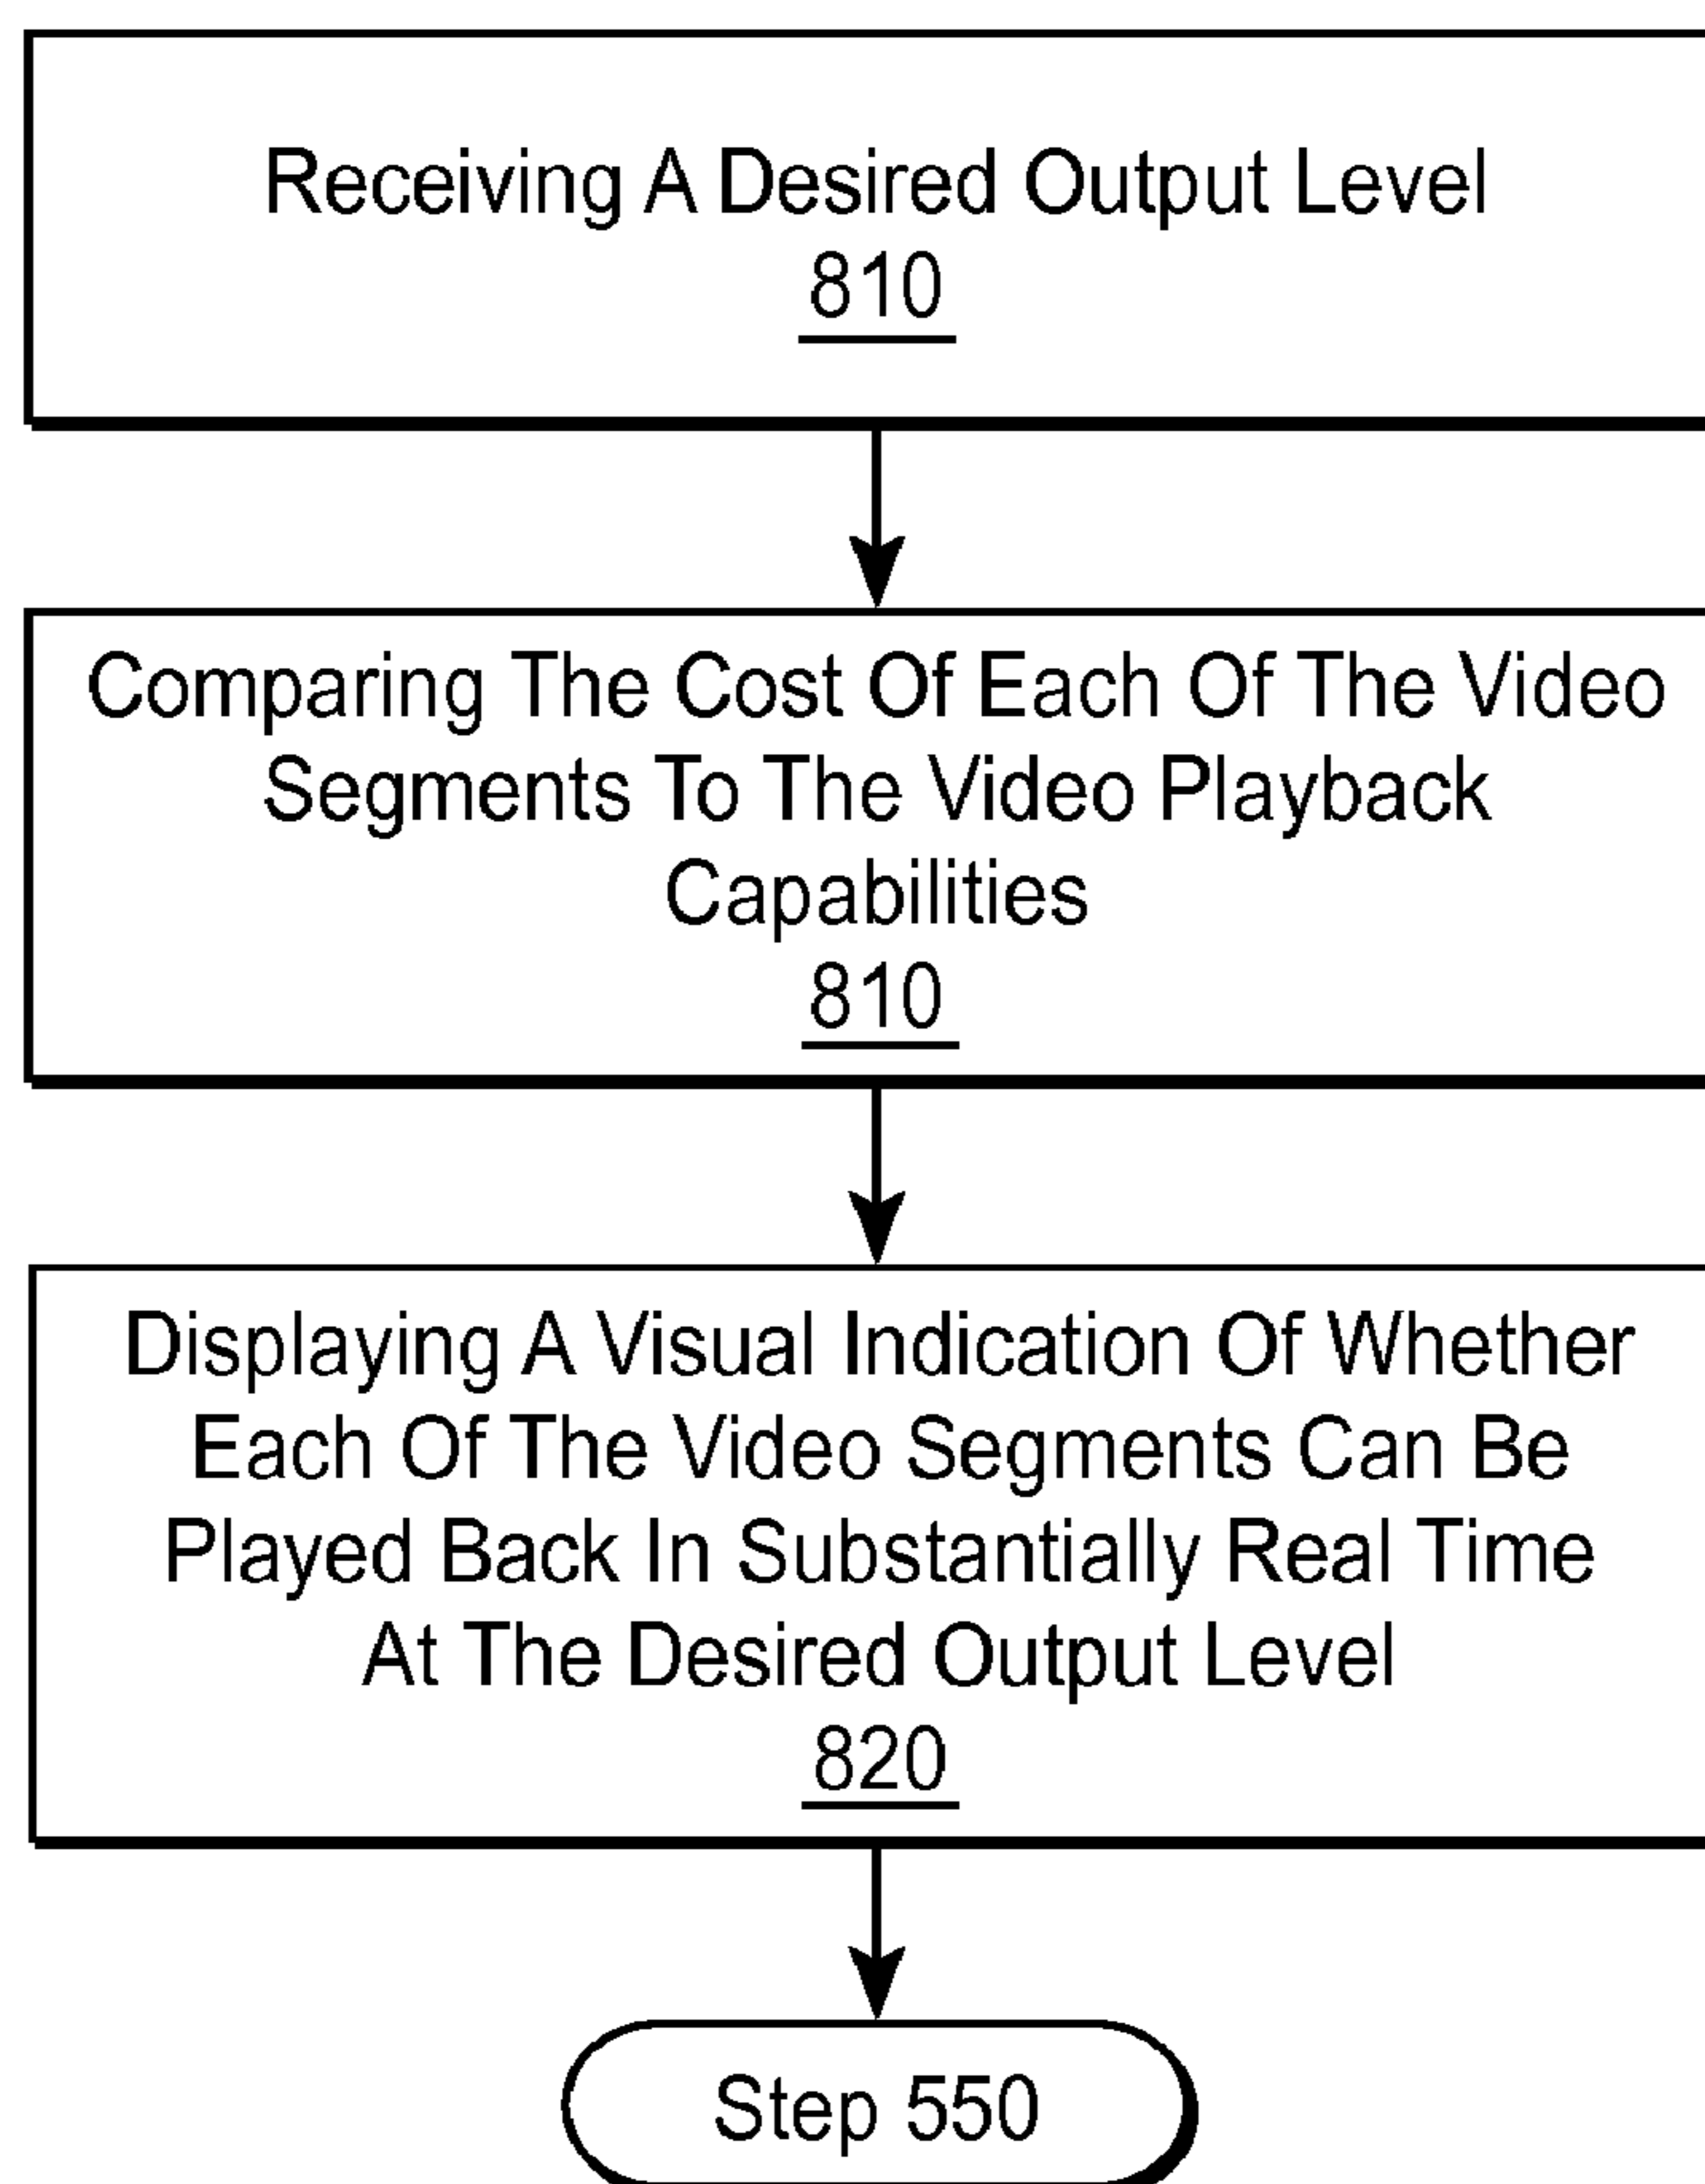 Receiving A Desired Output Level
810
Comparing The Cost Of Each Of The Video
Segments To The Video Playback
Capabilities
810
Displaying A Visual Indication Of Whether
Each Of The Video Segments Can Be
Played Back In Substantially Real Time
At The Desired Output Level
820
Step 550